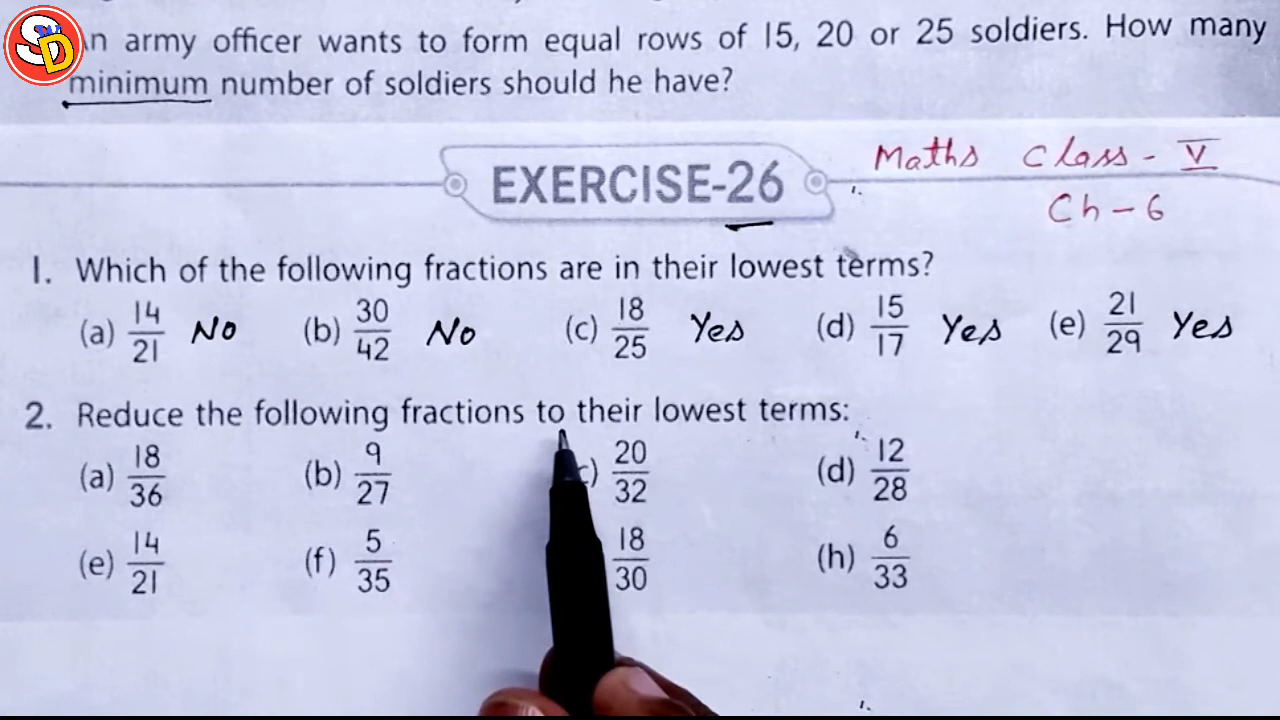 SD
n army officer wants to form equal rows of 15, 20 or 25 soldiers. How many
minimum number of soldiers should he have?
Maths Class - V
EXERCISE-26
Ch - 6
1. Which of the following fractions are in their lowest terms?
(a) 14/21 No (b) 30/42 No (c) 18/25 Yes (d) 15/17 Yes (e) 21/29 Yes
2. Reduce the following fractions to their lowest terms:
(a) 18/36 (b) 9/27 c) 20/32 (d) 12/28
(e) 14/21 (f) 5/35 18/30 (h) 6/33